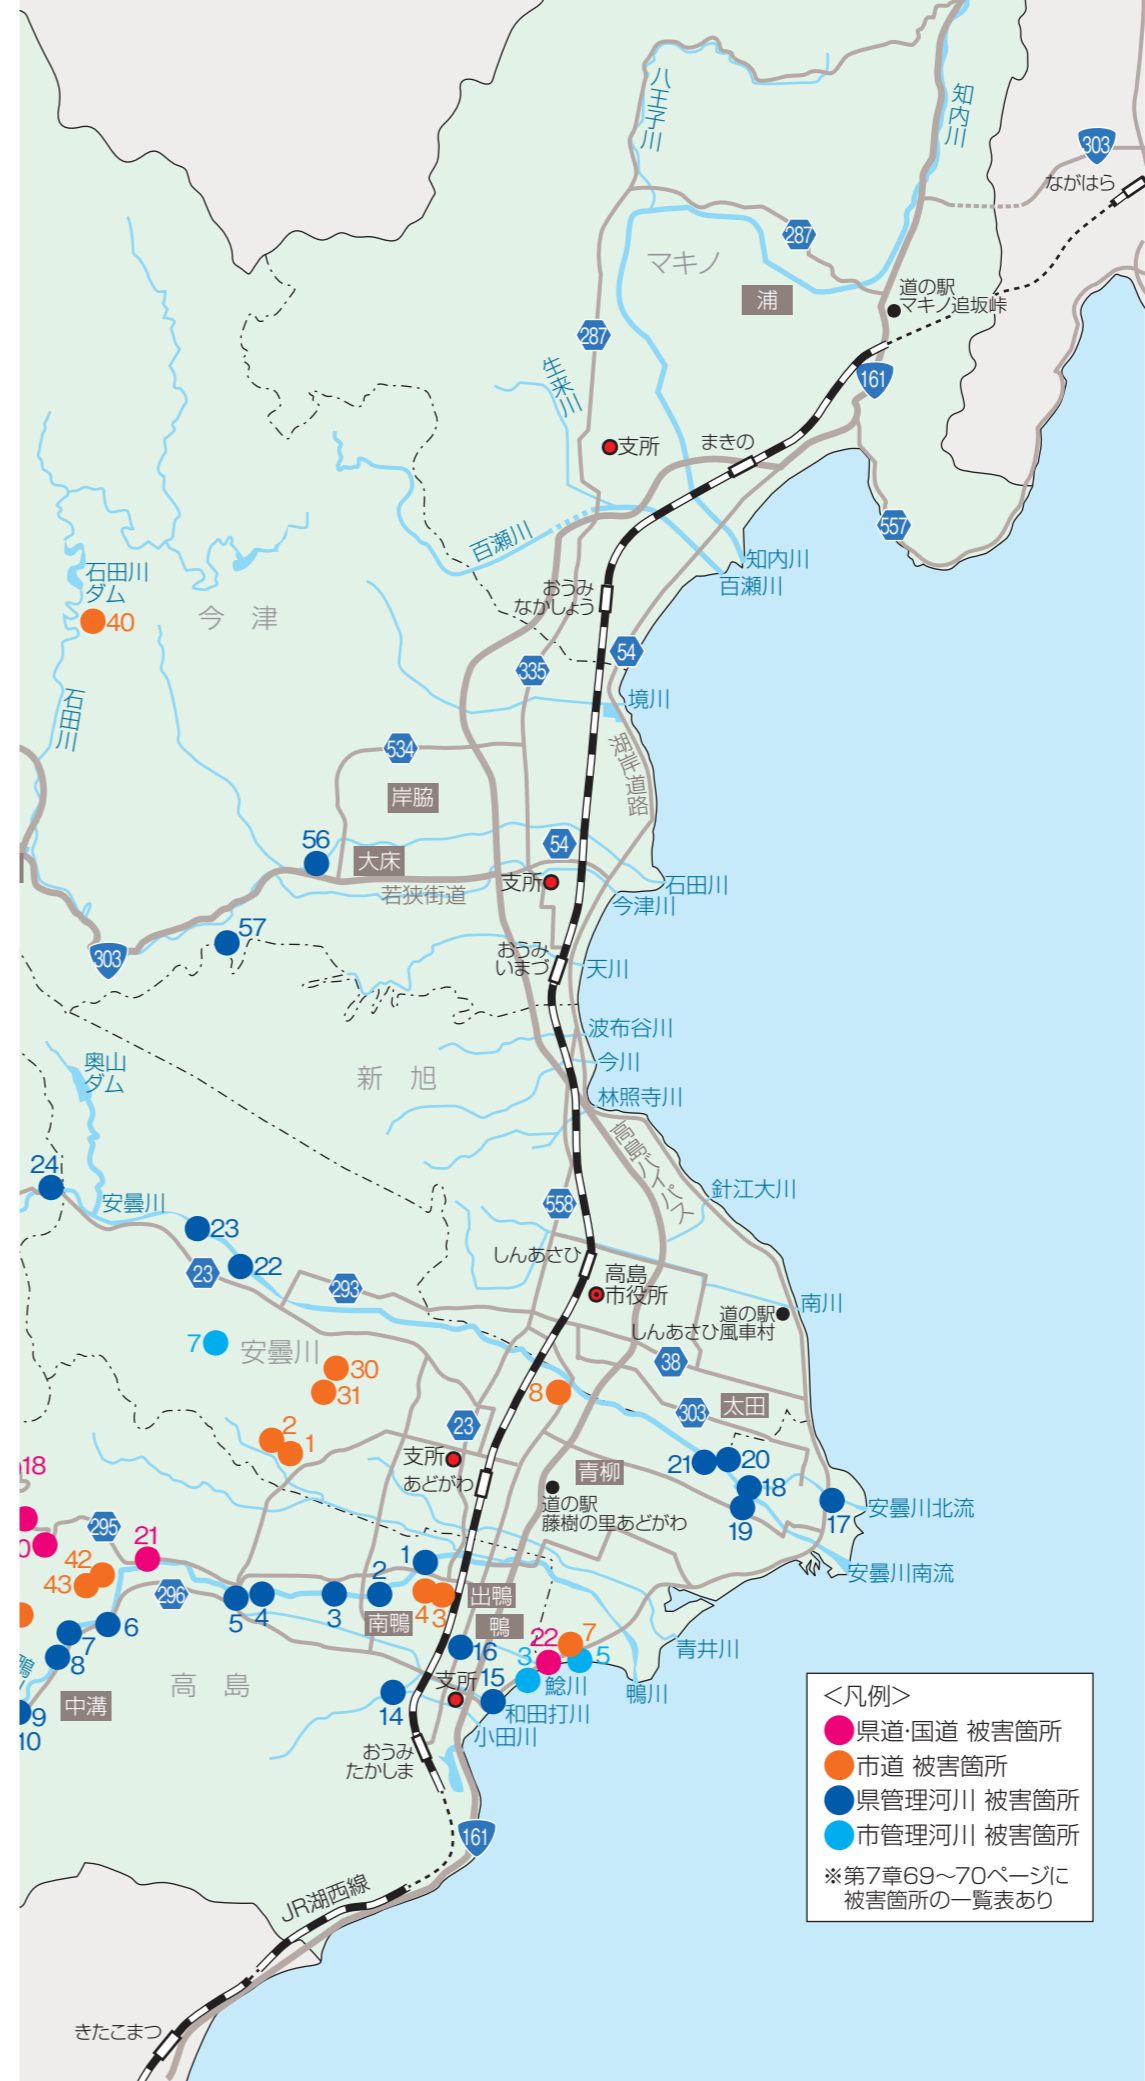 八王子川
知内川
303
ながはら
287
マキノ
浦
道の駅
マキノ追坂峠
287
161
生来川
支所
まきの
557
百瀬川
知内川
百瀬川
石田川
ダム
40
今 津
おうみ
なかしょう
54
335
境川
石田川
湖岸道路
534
岸脇
56
大床
54
若狭街道
支所
石田川
今津川
57
303
おうみ
いまづ
天川
波布谷川
今川
奥山
ダム
新 旭
林照寺川
高島バイパス
24
安曇川
針江大川
558
23
しんあさひ
22
23
293
高島
市役所
南川
道の駅
しんあさひ風車村
7
安曇川
30
31
38
8
303
太田
2
1
23
支所
あどがわ
青柳
21
20
18
19
17
道の駅
藤樹の里あどがわ
安曇川北流
安曇川南流
18
0
295
21
42
43
296
1
2
3
4
5
6
7
8
9
10
鴨
中溝
高 島
南鴨
4
3
出鴨
鴨
16
22
7
3
5
青井川
鴨川
鯰川
15
和田打川
小田川
14
支所
おうみ
たかしま
161
JR湖西線
きたこまつ
<凡例>
県道・国道 被害箇所
市道 被害箇所
県管理河川 被害箇所
市管理河川 被害箇所
※第7章69～70ページに
被害箇所の一覧表あり